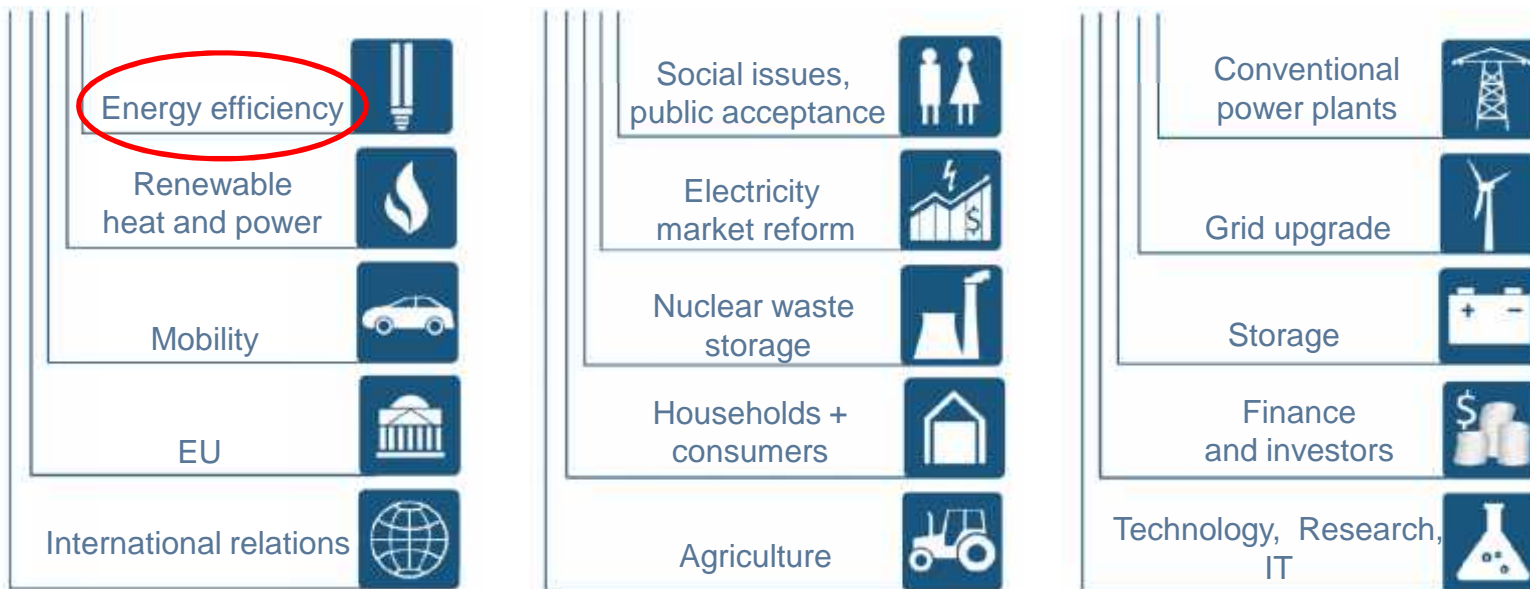 Energy efficiency
Renewable
heat and power
Mobility
EU
International relations
Social issues,
public acceptance
Electricity
market reform
$
Nuclear waste
storage
Households +
consumers
Agriculture
Conventional
power plants
Grid upgrade
Storage
+ −
Finance
and investors
$
Technology, Research,
IT